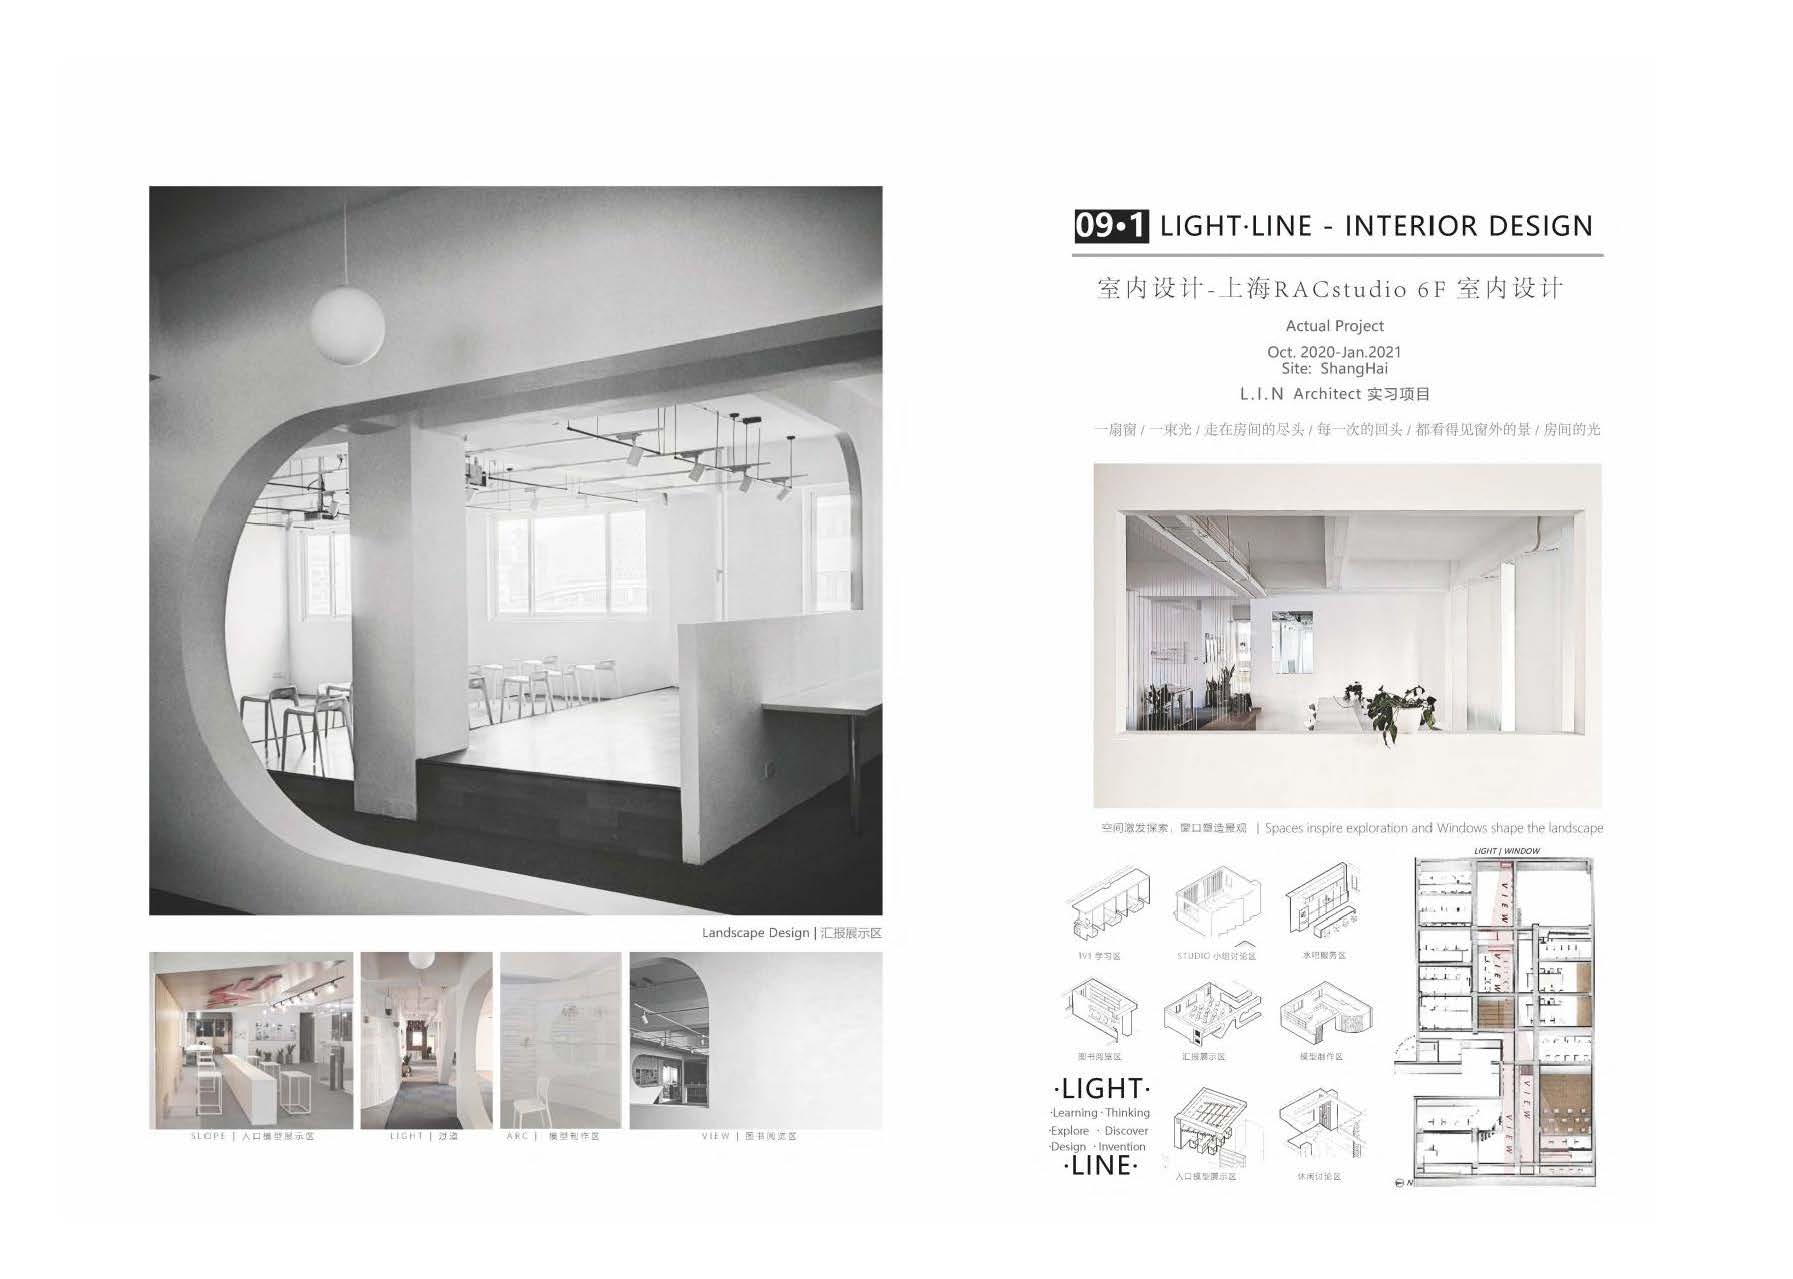 Landscape Design | 汇报展示区
SLOPE | 入口模型展示区
LIGHT | 过道
ARC | 模型制作区
VIEW | 图书阅览区
09•1 LIGHT·LINE - INTERIOR DESIGN
室内设计-上海RACstudio 6F 室内设计
Actual Project
Oct. 2020-Jan.2021
Site: ShangHai
L.I.N Architect 实习项目
一扇窗 / 一束光 / 走在房间的尽头 / 每一次的回头 / 都看得见窗外的景 / 房间的光
空间激发探索，窗口塑造景观 | Spaces inspire exploration and Windows shape the landscape
LIGHT | WINDOW
1V1 学习区
STUDIO 小组讨论区
水吧服务区
图书阅览区
汇报展示区
模型制作区
·LIGHT·
·Learning · Thinking
·Explore · Discover
·Design · Invention
·LINE·
入口模型展示区
休闲讨论区
VIEW
VIEW
VIEW
VIEW
N